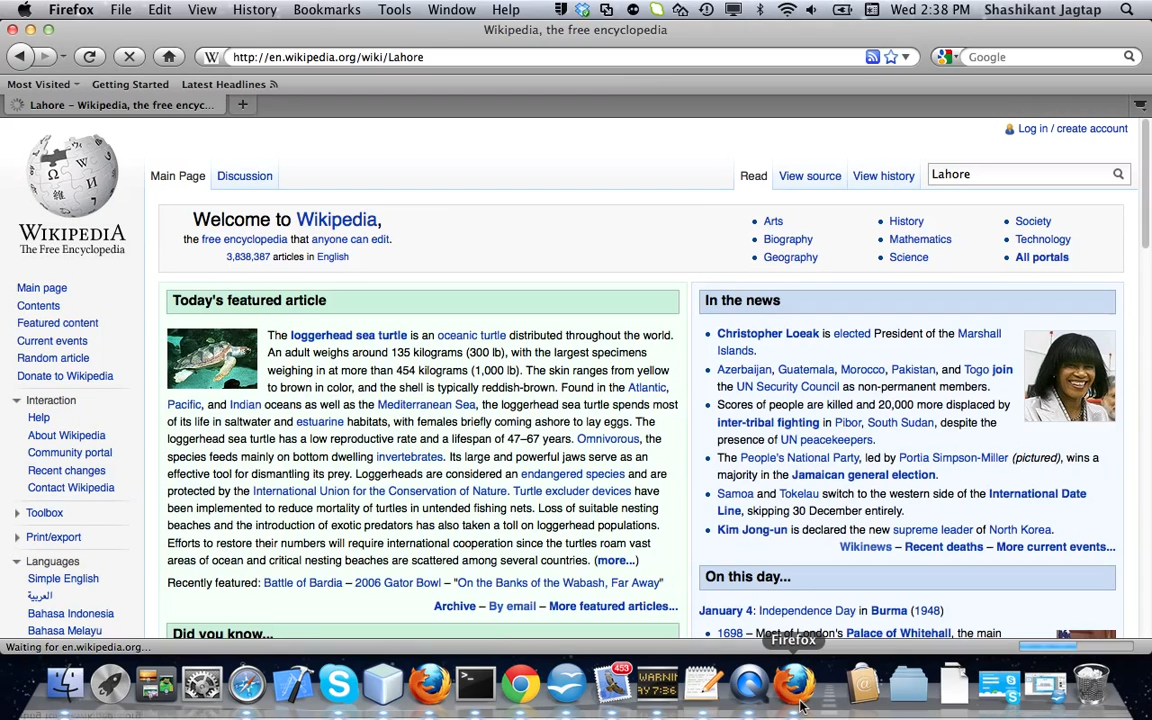 Firefox File Edit View History Bookmarks Tools Window Help Wed 2:38 PM Shashikant Jagtap
Wikipedia, the free encyclopedia
W http://en.wikipedia.org/wiki/Lahore Google
Most Visited Getting Started Latest Headlines
Lahore – Wikipedia, the free encyc... +
Log in / create account
Main Page Discussion Read View source View history Lahore
WIKIPEDIA
The Free Encyclopedia
Main page
Contents
Featured content
Current events
Random article
Donate to Wikipedia
Interaction
Help
About Wikipedia
Community portal
Recent changes
Contact Wikipedia
Toolbox
Print/export
Languages
Simple English
العربية
Bahasa Indonesia
Bahasa Melayu
Welcome to Wikipedia,
the free encyclopedia that anyone can edit.
3,838,387 articles in English
Arts
Biography
Geography
History
Mathematics
Science
Society
Technology
All portals
Today's featured article
The loggerhead sea turtle is an oceanic turtle distributed throughout the world.
An adult weighs around 135 kilograms (300 lb), with the largest specimens
weighing in at more than 454 kilograms (1,000 lb). The skin ranges from yellow
to brown in color, and the shell is typically reddish-brown. Found in the Atlantic,
Pacific, and Indian oceans as well as the Mediterranean Sea, the loggerhead sea turtle spends most
of its life in saltwater and estuarine habitats, with females briefly coming ashore to lay eggs. The
loggerhead sea turtle has a low reproductive rate and a lifespan of 47–67 years. Omnivorous, the
species feeds mainly on bottom dwelling invertebrates. Its large and powerful jaws serve as an
effective tool for dismantling its prey. Loggerheads are considered an endangered species and are
protected by the International Union for the Conservation of Nature. Turtle excluder devices have
been implemented to reduce mortality of turtles in untended fishing nets. Loss of suitable nesting
beaches and the introduction of exotic predators has also taken a toll on loggerhead populations.
Efforts to restore their numbers will require international cooperation since the turtles roam vast
areas of ocean and critical nesting beaches are scattered among several countries. (more...)
Recently featured: Battle of Bardia – 2006 Gator Bowl – "On the Banks of the Wabash, Far Away"
Archive – By email – More featured articles...
Did you know...
In the news
Christopher Loeak is elected President of the Marshall
Islands.
Azerbaijan, Guatemala, Morocco, Pakistan, and Togo join
the UN Security Council as non-permanent members.
Scores of people are killed and 20,000 more displaced by
inter-tribal fighting in Pibor, South Sudan, despite the
presence of UN peacekeepers.
The People's National Party, led by Portia Simpson-Miller (pictured), wins a
majority in the Jamaican general election.
Samoa and Tokelau switch to the western side of the International Date
Line, skipping 30 December entirely.
Kim Jong-un is declared the new supreme leader of North Korea.
Wikinews – Recent deaths – More current events...
On this day...
January 4: Independence Day in Burma (1948)
1698 – Most of London's Palace of Whitehall, the main
Waiting for en.wikipedia.org...
Firefox
453
WARNIN
AY 7:36